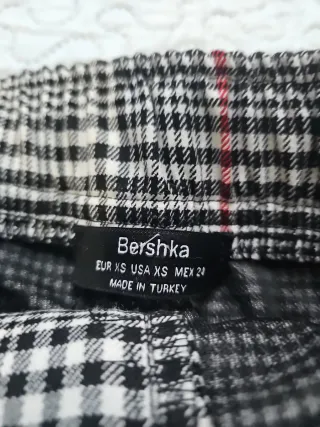 Bershka
EUR XS USA XS MEX 24
MADE IN TURKEY